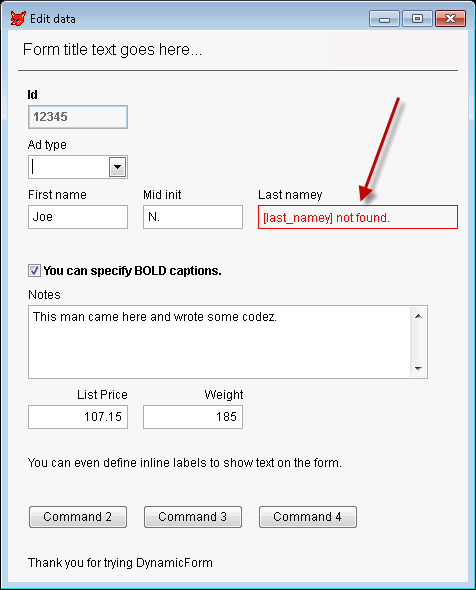 Edit data
Form title text goes here...
Id
12345
Ad type
First name Mid init Last namey
Joe N. [last_namey] not found.
You can specify BOLD captions.
Notes
This man came here and wrote some codez.
List Price Weight
107.15 185
You can even define inline labels to show text on the form.
Command 2 Command 3 Command 4
Thank you for trying DynamicForm